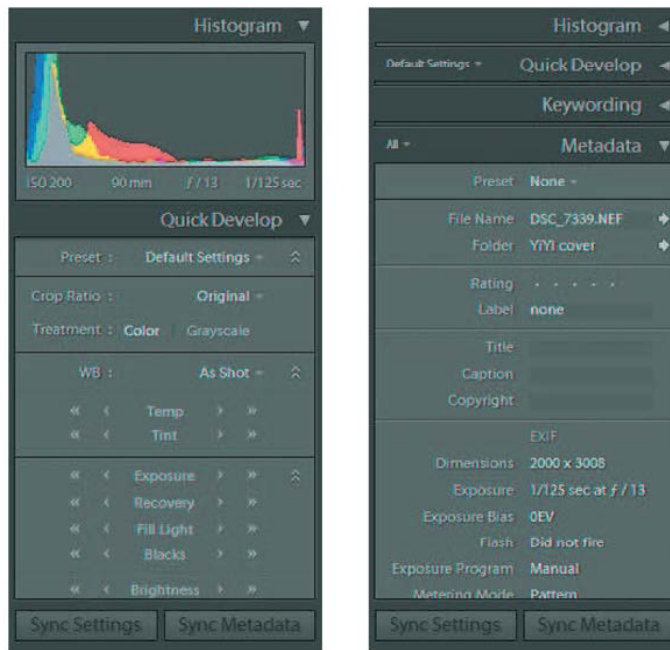 Histogram
ISO 200 90 mm ƒ / 13 1/125 sec
Quick Develop
Preset : Default Settings
Crop Ratio : Original
Treatment : Color Grayscale
WB : As Shot
Temp
Tint
Exposure
Recovery
Fill Light
Blacks
Brightness
Sync Settings Sync Metadata
Histogram
Default Settings Quick Develop
Keywording
All Metadata
Preset None
File Name DSC_7339.NEF
Folder YiYI cover
Rating · · · · ·
Label none
Title
Caption
Copyright
EXIF
Dimensions 2000 x 3008
Exposure 1/125 sec at ƒ / 13
Exposure Bias 0EV
Flash Did not fire
Exposure Program Manual
Metering Mode Pattern
Sync Settings Sync Metadata